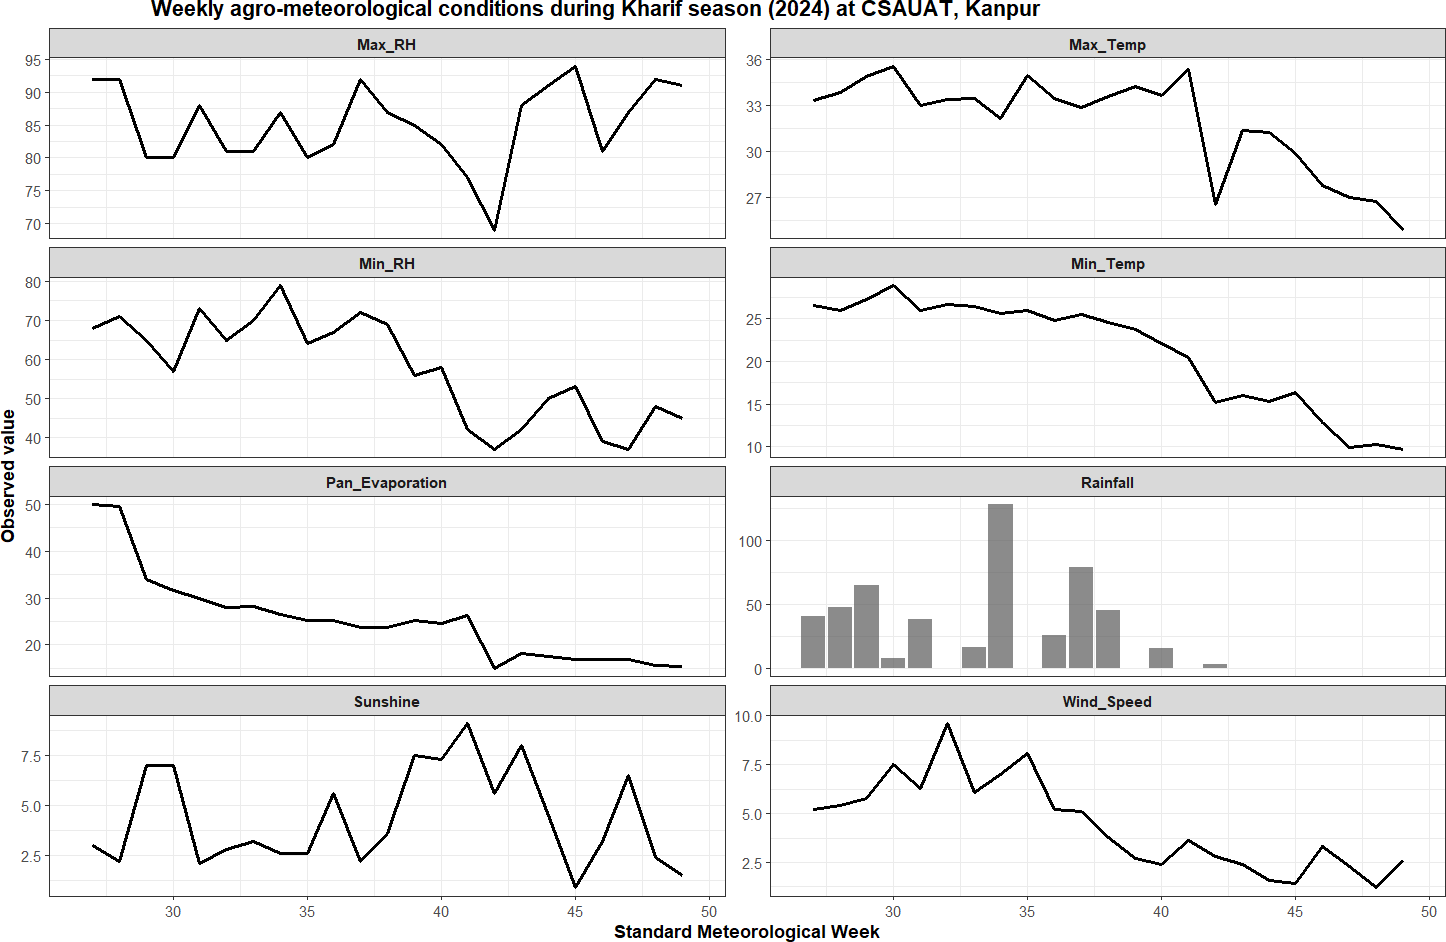 Weekly agro-meteorological conditions during Kharif season (2024) at CSAUAT, Kanpur
Max_RH
Max_Temp
95
90
85
80
75
70
36
33
30
27
Min_RH
Min_Temp
80
70
60
50
40
25
20
15
10
Pan_Evaporation
Rainfall
50
40
30
20
100
50
0
Sunshine
Wind_Speed
7.5
5.0
2.5
10.0
7.5
5.0
2.5
30 35 40 45 50
30 35 40 45 50
Observed value
Standard Meteorological Week